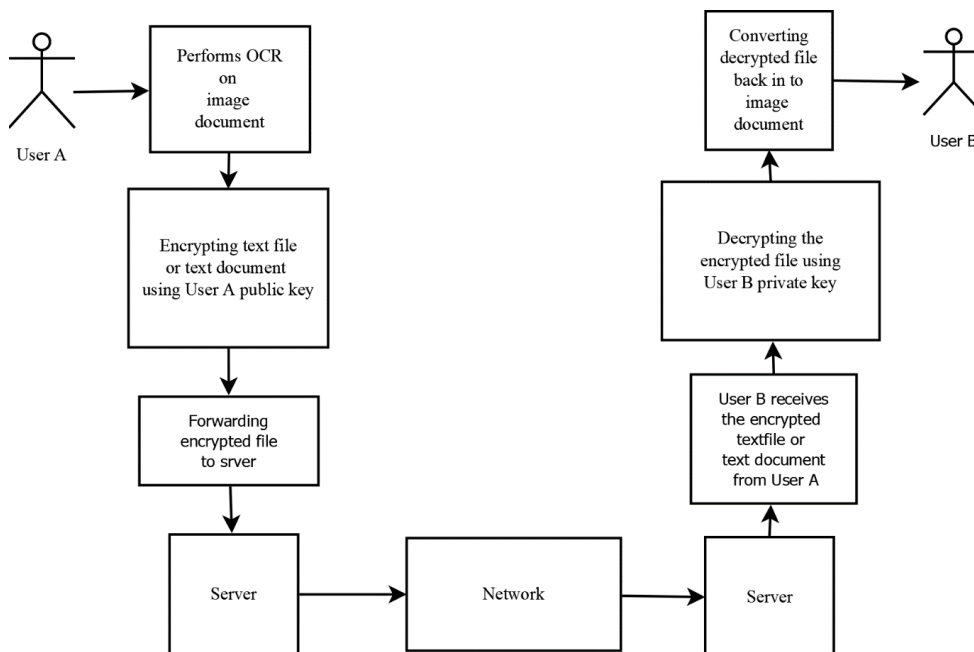 User A
Performs OCR
on
image
document
Encrypting text file
or text document
using User A public key
Forwarding
encrypted file
to srver
Server
Network
Server
User B receives
the encrypted
textfile or
text document
from User A
Decrypting the
encrypted file using
User B private key
Converting
decrypted file
back in to
image
document
User B